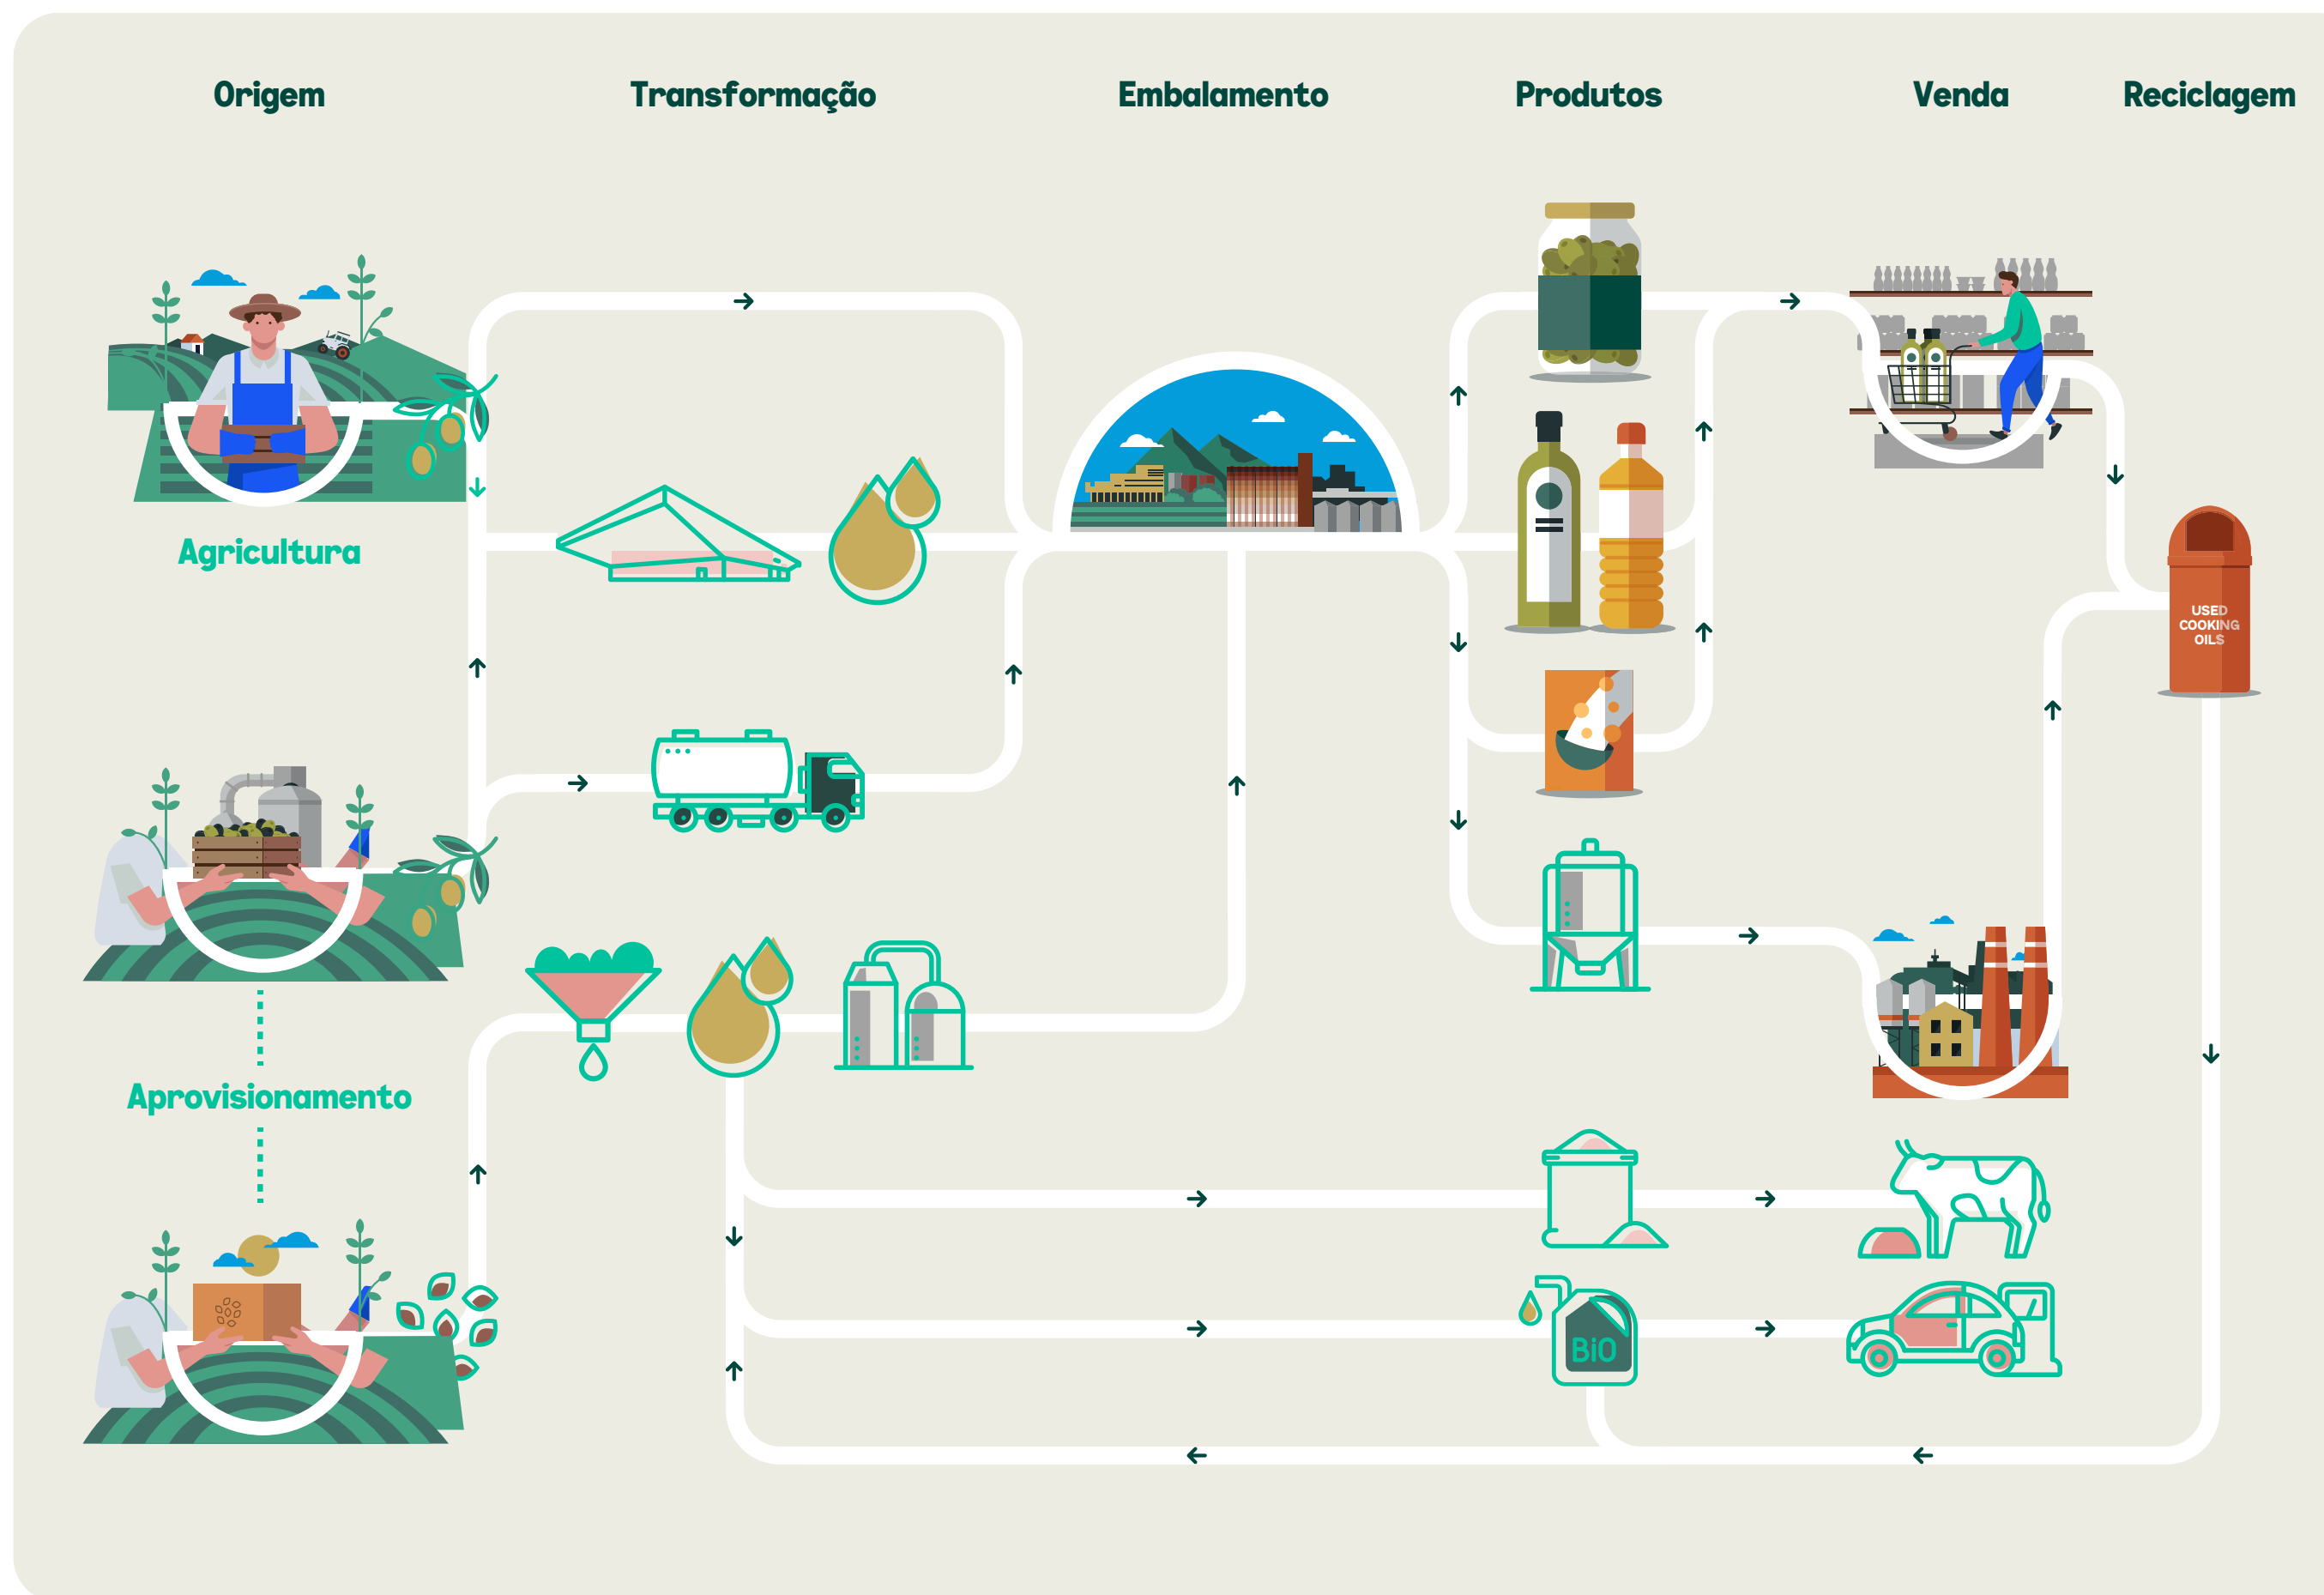 Origem
Transformação
Embalamento
Produtos
Venda
Reciclagem
Agricultura
USED
COOKING
OILS
Aprovisionamento
BiO